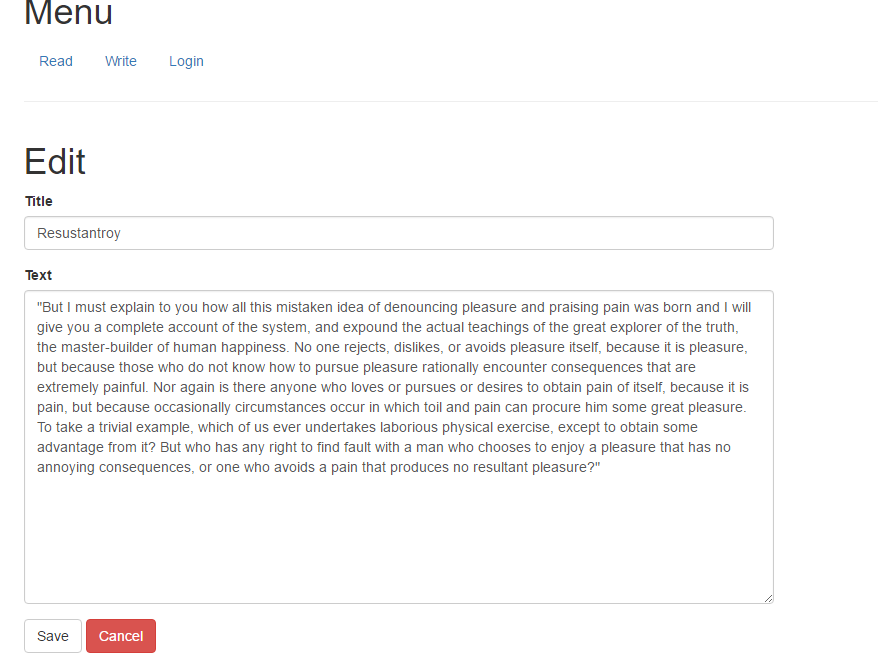 Menu
Read Write Login
Edit
Title
Resustantroy
Text
"But I must explain to you how all this mistaken idea of denouncing pleasure and praising pain was born and I will
give you a complete account of the system, and expound the actual teachings of the great explorer of the truth,
the master-builder of human happiness. No one rejects, dislikes, or avoids pleasure itself, because it is pleasure,
but because those who do not know how to pursue pleasure rationally encounter consequences that are
extremely painful. Nor again is there anyone who loves or pursues or desires to obtain pain of itself, because it is
pain, but because occasionally circumstances occur in which toil and pain can procure him some great pleasure.
To take a trivial example, which of us ever undertakes laborious physical exercise, except to obtain some
advantage from it? But who has any right to find fault with a man who chooses to enjoy a pleasure that has no
annoying consequences, or one who avoids a pain that produces no resultant pleasure?"
Save Cancel